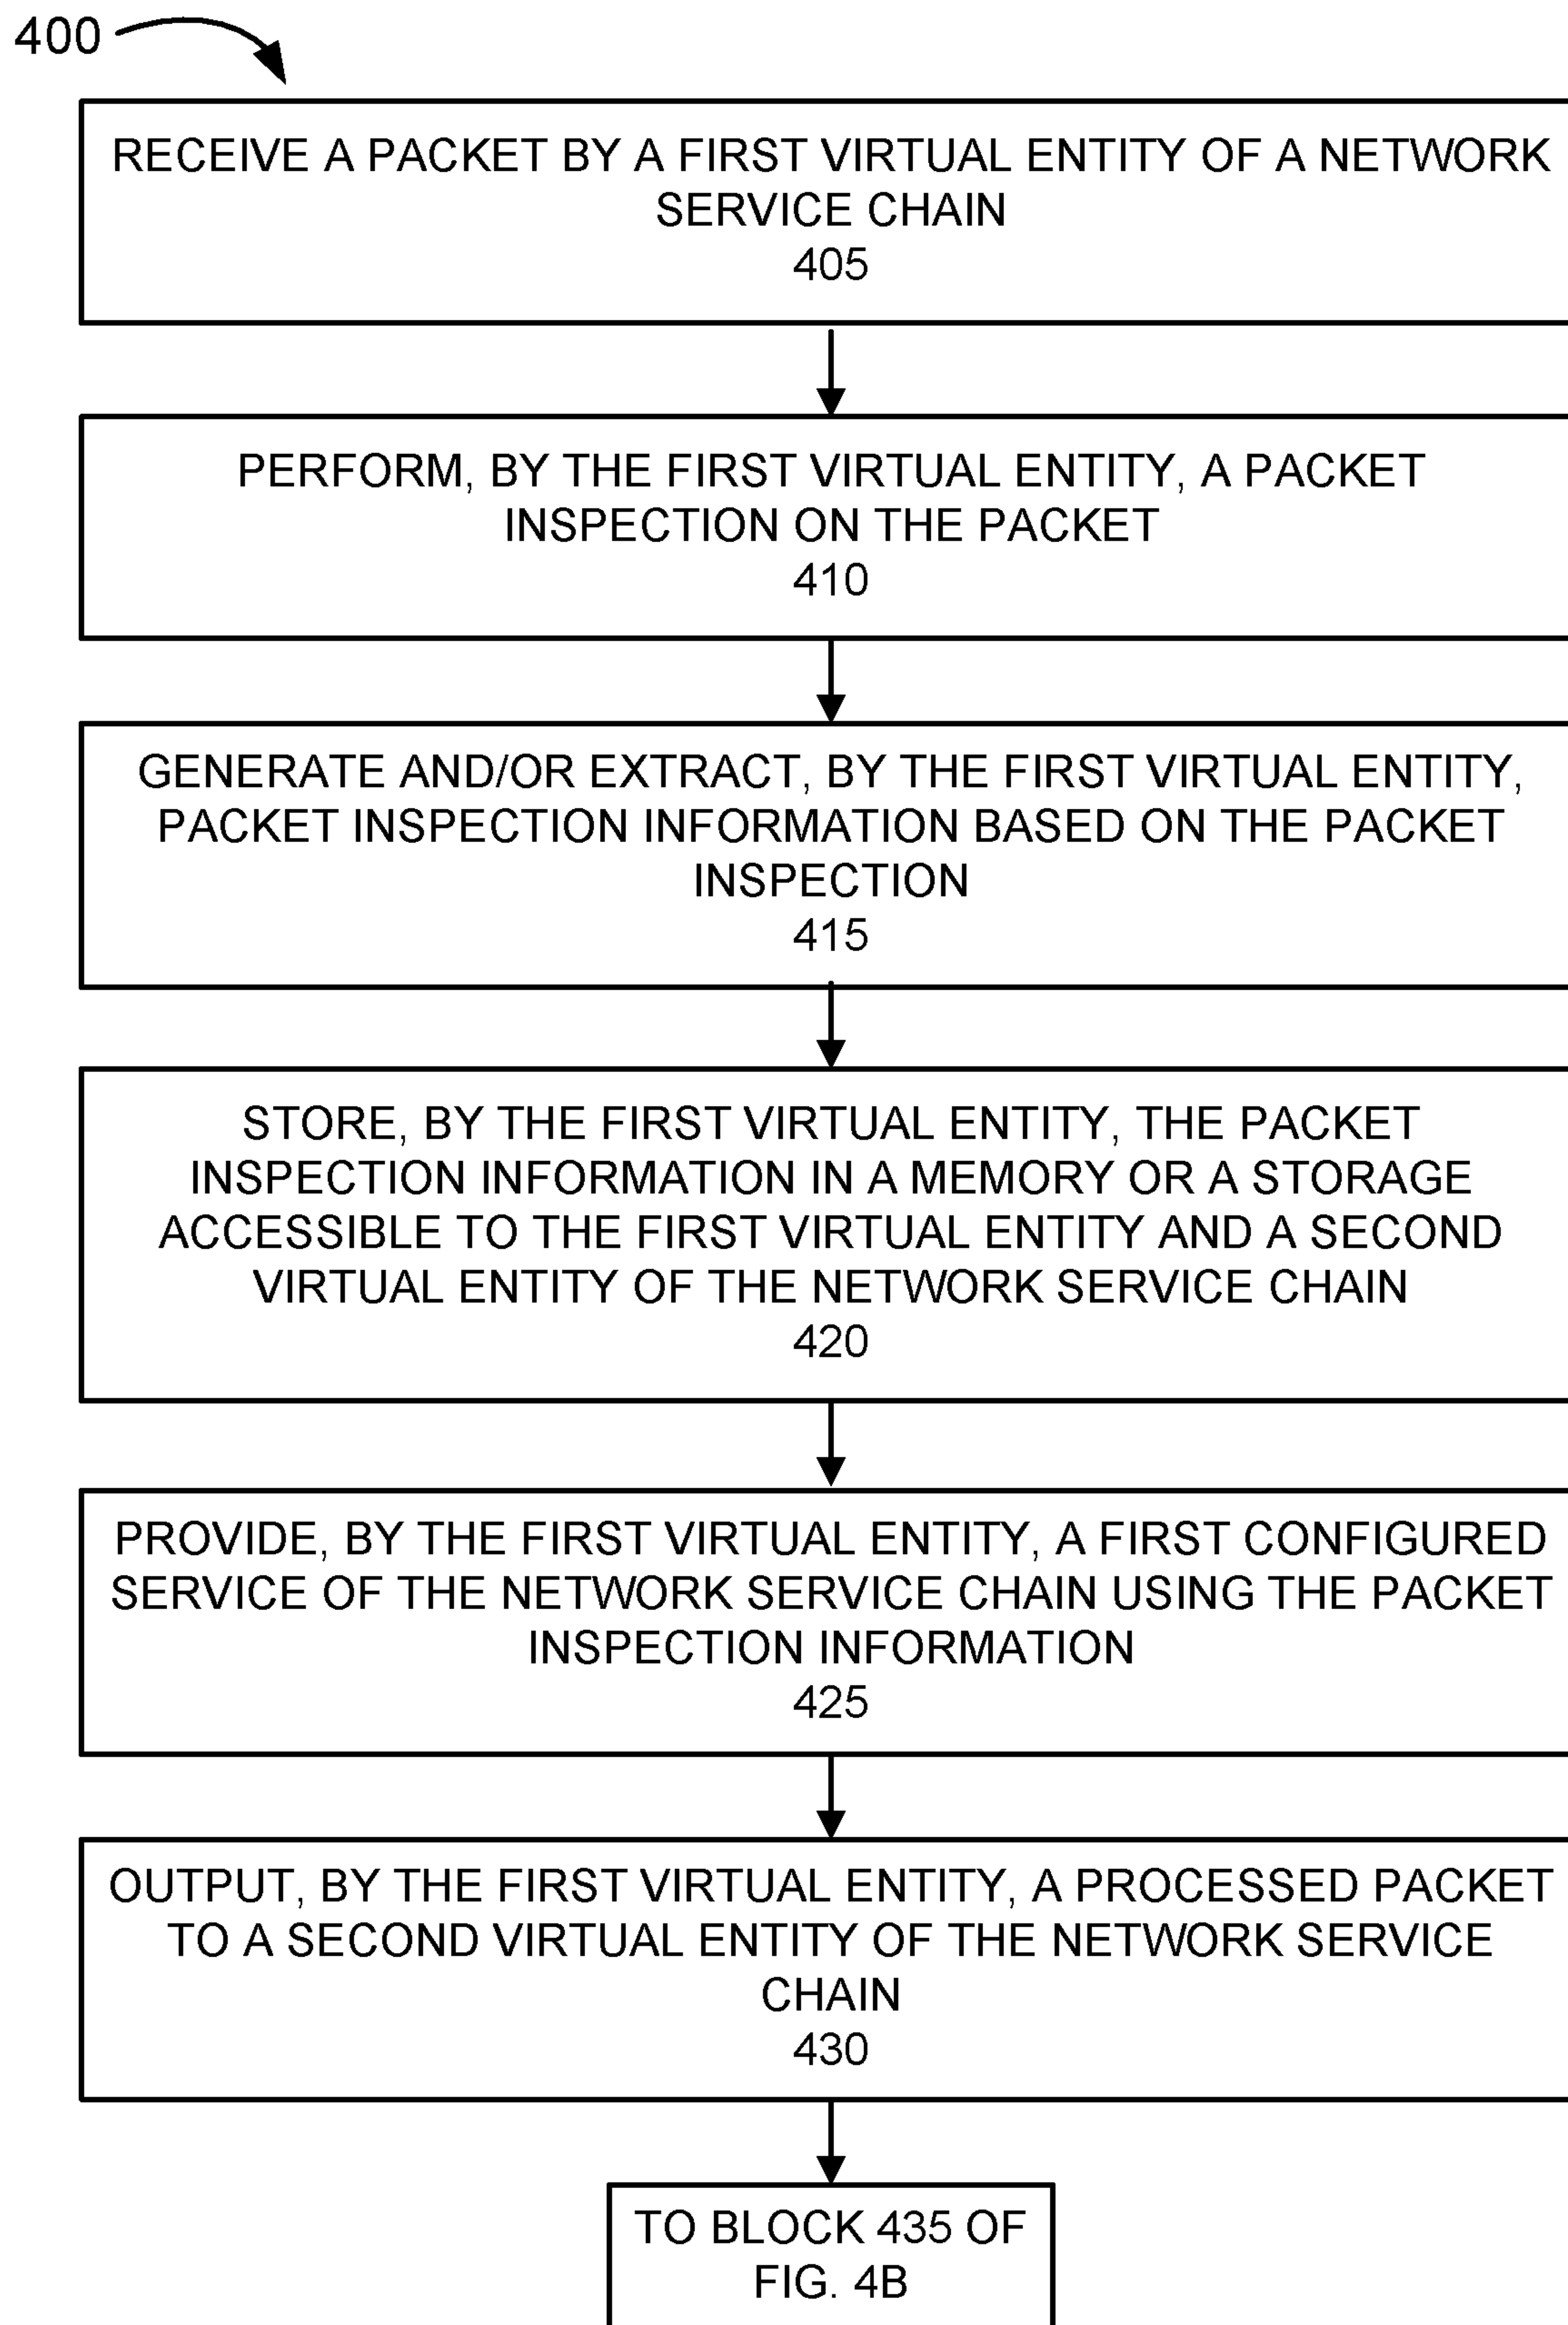 400
RECEIVE A PACKET BY A FIRST VIRTUAL ENTITY OF A NETWORK
SERVICE CHAIN
405
PERFORM, BY THE FIRST VIRTUAL ENTITY, A PACKET
INSPECTION ON THE PACKET
410
GENERATE AND/OR EXTRACT, BY THE FIRST VIRTUAL ENTITY,
PACKET INSPECTION INFORMATION BASED ON THE PACKET
INSPECTION
415
STORE, BY THE FIRST VIRTUAL ENTITY, THE PACKET
INSPECTION INFORMATION IN A MEMORY OR A STORAGE
ACCESSIBLE TO THE FIRST VIRTUAL ENTITY AND A SECOND
VIRTUAL ENTITY OF THE NETWORK SERVICE CHAIN
420
PROVIDE, BY THE FIRST VIRTUAL ENTITY, A FIRST CONFIGURED
SERVICE OF THE NETWORK SERVICE CHAIN USING THE PACKET
INSPECTION INFORMATION
425
OUTPUT, BY THE FIRST VIRTUAL ENTITY, A PROCESSED PACKET
TO A SECOND VIRTUAL ENTITY OF THE NETWORK SERVICE
CHAIN
430
TO BLOCK 435 OF
FIG. 4B